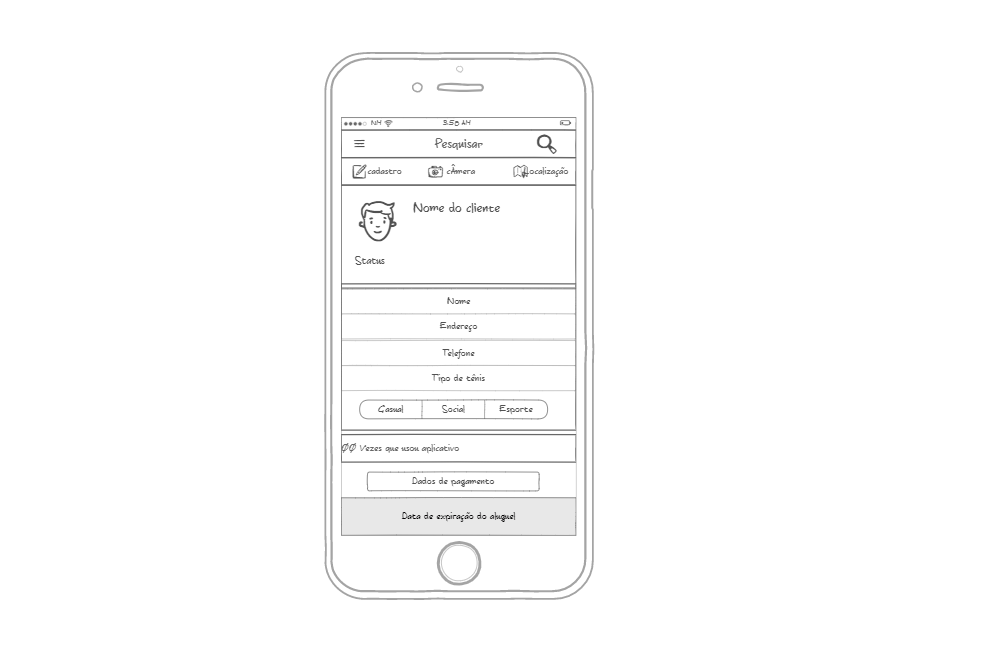 NY 3:58 AM
Pesquisar
cadastro cÂmera Localização
Nome do cliente
Status
Nome
Endereço
Telefone
Tipo de tênis
Casual Social Esporte
00 Vezes que usou aplicativo
Dados de pagamento
Data de expiração do aluguel